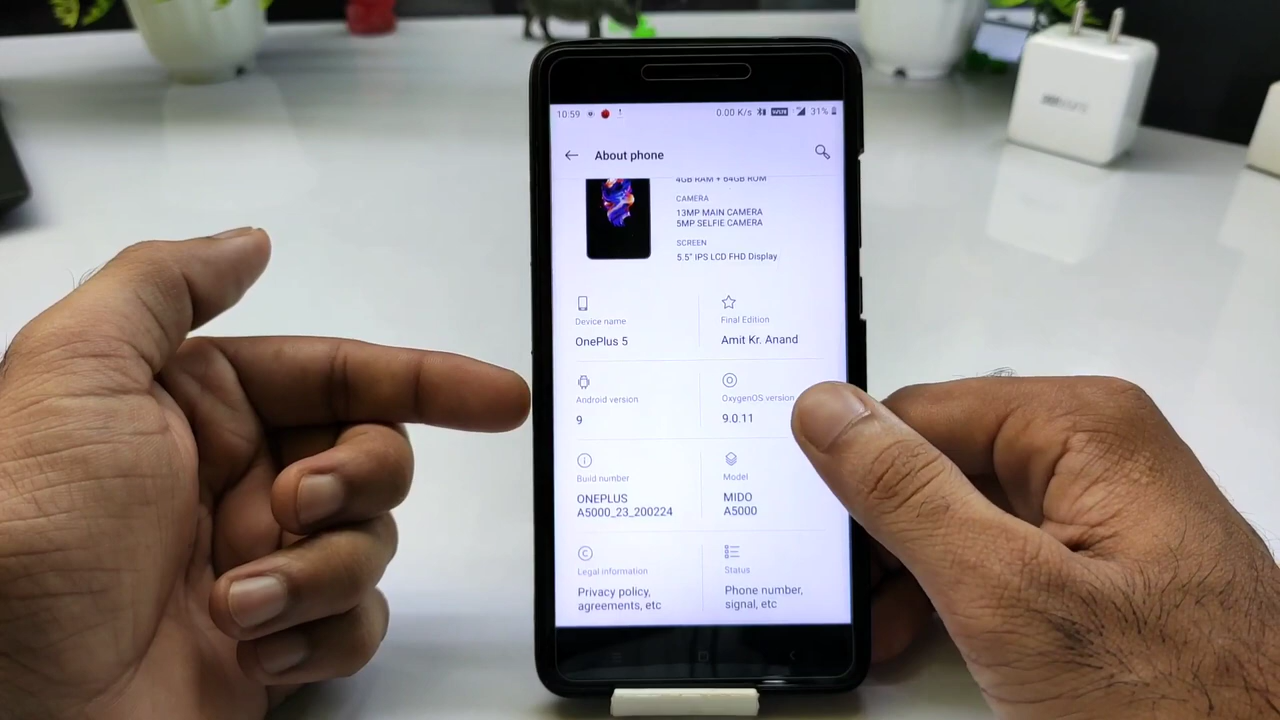 10:59 0.00 K/s VoLTE 31%
About phone
4GB RAM + 64GB ROM
CAMERA
13MP MAIN CAMERA
5MP SELFIE CAMERA
SCREEN
5.5" IPS LCD FHD Display
Device name
OnePlus 5
Final Edition
Amit Kr. Anand
Android version
9
OxygenOS version
9.0.11
Build number
ONEPLUS
A5000_23_200224
Model
MIDO
A5000
Legal information
Privacy policy,
agreements, etc
Status
Phone number,
signal, etc